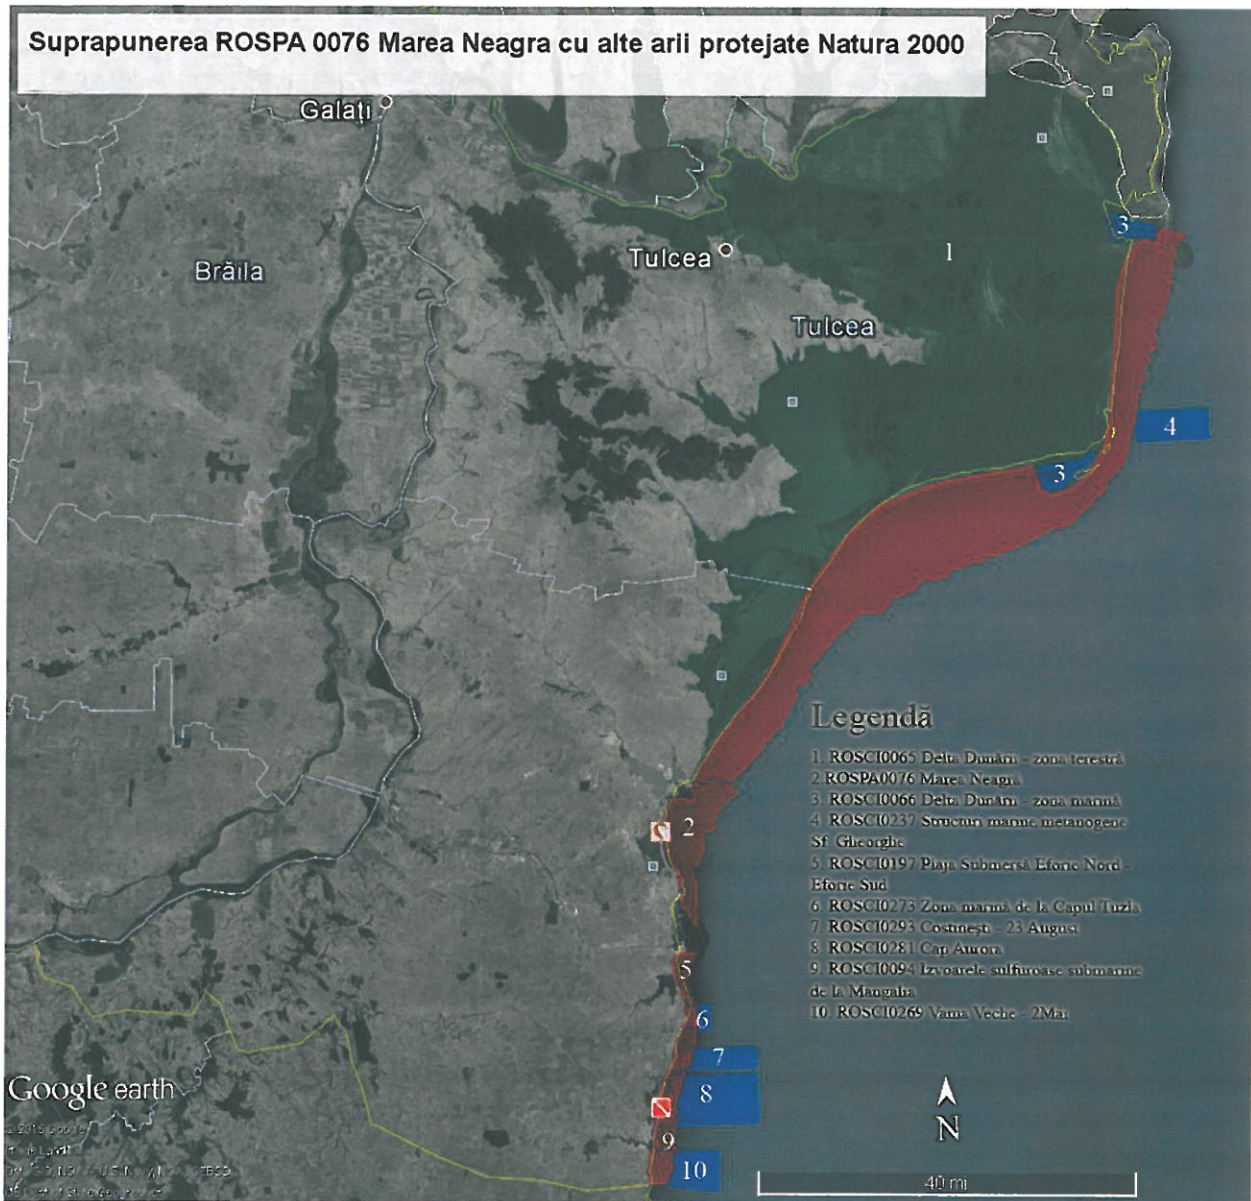 Suprapunerea ROSPA 0076 Marea Neagra cu alte arii protejate Natura 2000
Galați
Brăila
Tulcea
Tulcea
1
3
4
3
2
5
6
7
8
9
10
Legendă
1. ROSCI0065 Delta Dunării - zona terestră
2.ROSPA0076 Marea Neagră
3. ROSCI0066 Delta Dunării - zona marină
4. ROSCI0237 Structuri marine metanogene
Sf. Gheorghe
5. ROSCI0197 Plaja Submersă Eforie Nord -
Eforie Sud
6. ROSCI0273 Zona marină de la Capul Tuzla
7. ROSCI0293 Costinești - 23 August
8. ROSCI0281 Cap Aurora
9. ROSCI0094 Izvoarele sulfuroase submarine
de la Mangalia
10. ROSCI0269 Vama Veche - 2Mai
Google earth
N
40 mi